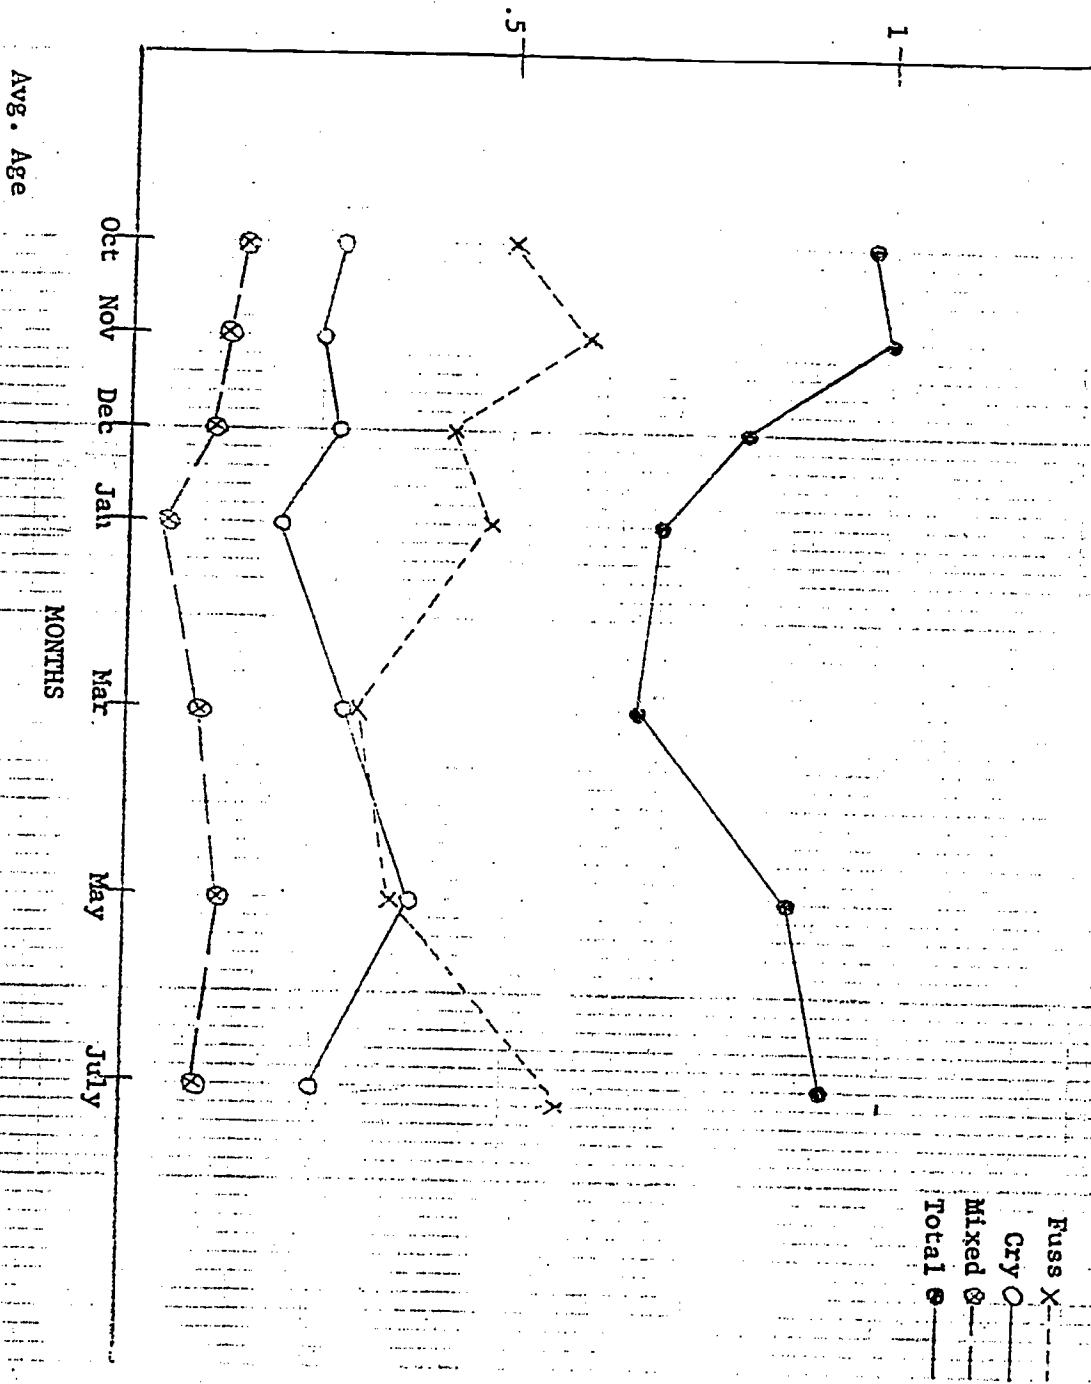 1
.5
Fuss X----
Cry O——
Mixed ⊗— —
Total ●——
Oct Nov Dec Jan Mar. May July
MONTHS
Avg. Age